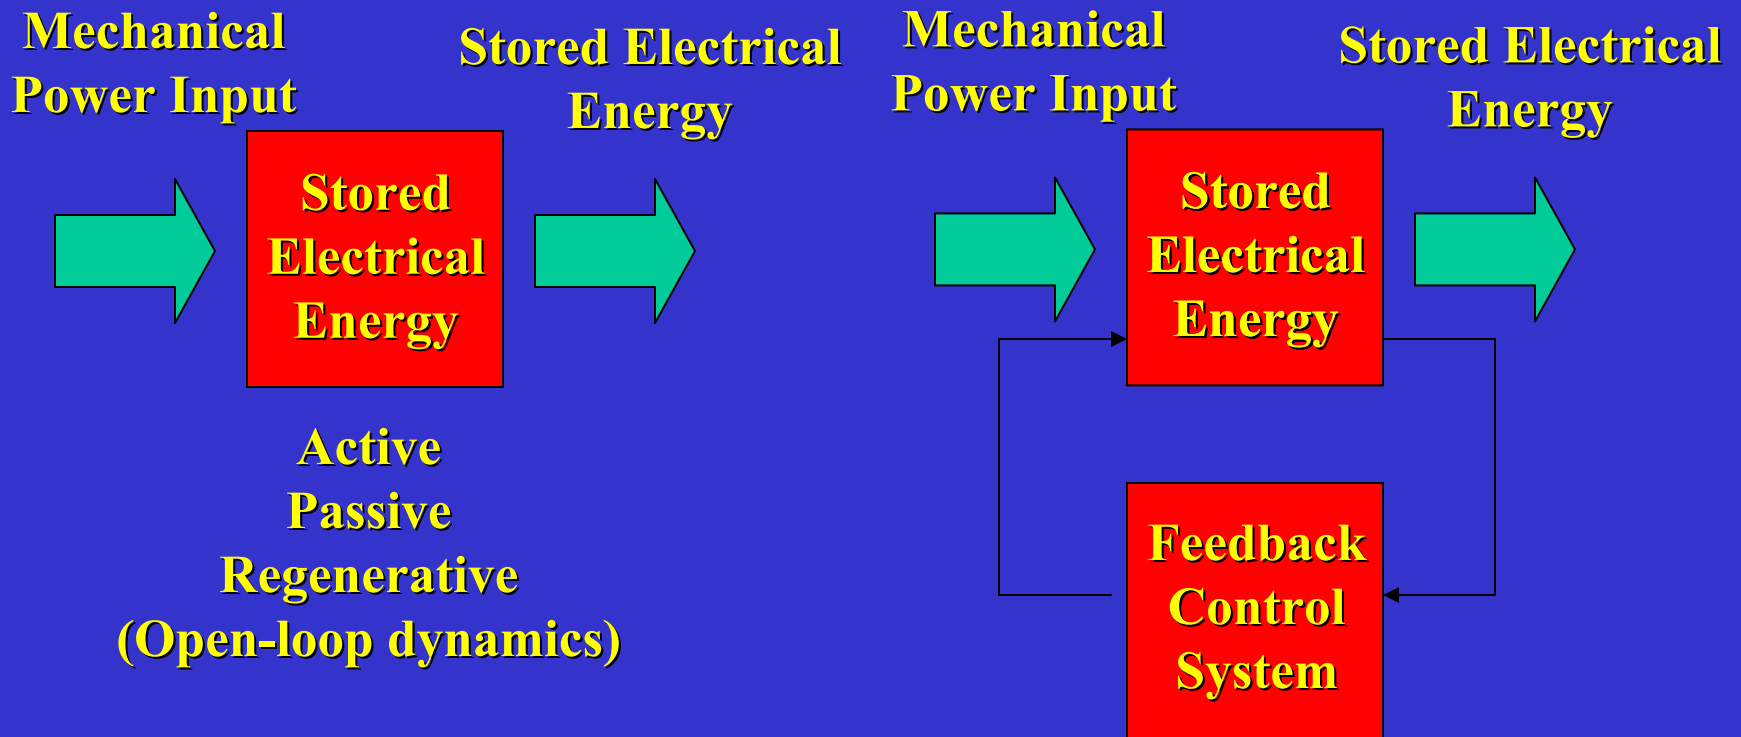 Mechanical
Power Input
Stored Electrical
Energy
Stored
Electrical
Energy
Active
Passive
Regenerative
(Open-loop dynamics)
Mechanical
Power Input
Stored Electrical
Energy
Stored
Electrical
Energy
Feedback
Control
System